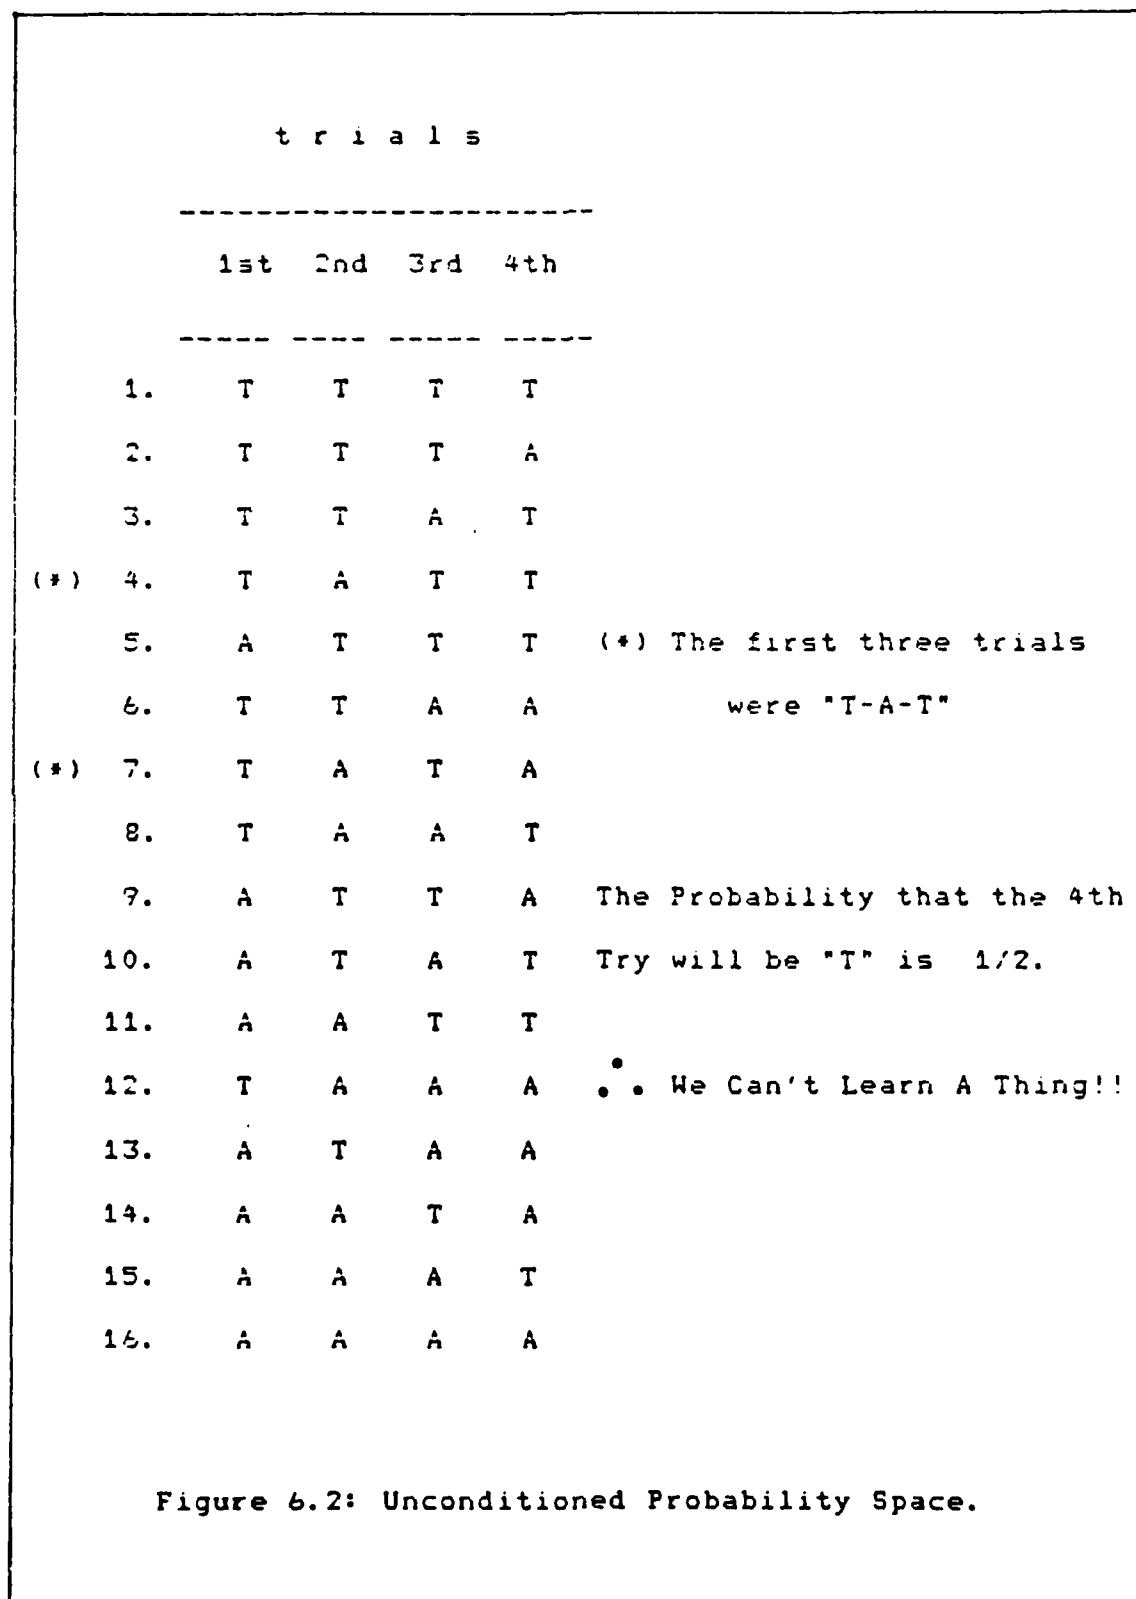 t r i a l s
-----------------------
1st 2nd 3rd 4th
----- ---- ----- -----
1. T T T T
2. T T T A
3. T T A T
(*) 4. T A T T
5. A T T T (*) The first three trials
6. T T A A were "T-A-T"
(*) 7. T A T A
8. T A A T
9. A T T A The Probability that the 4th
10. A T A T Try will be "T" is 1/2.
11. A A T T
12. T A A A ∴ We Can't Learn A Thing!!
13. A T A A
14. A A T A
15. A A A T
16. A A A A
Figure 6.2: Unconditioned Probability Space.